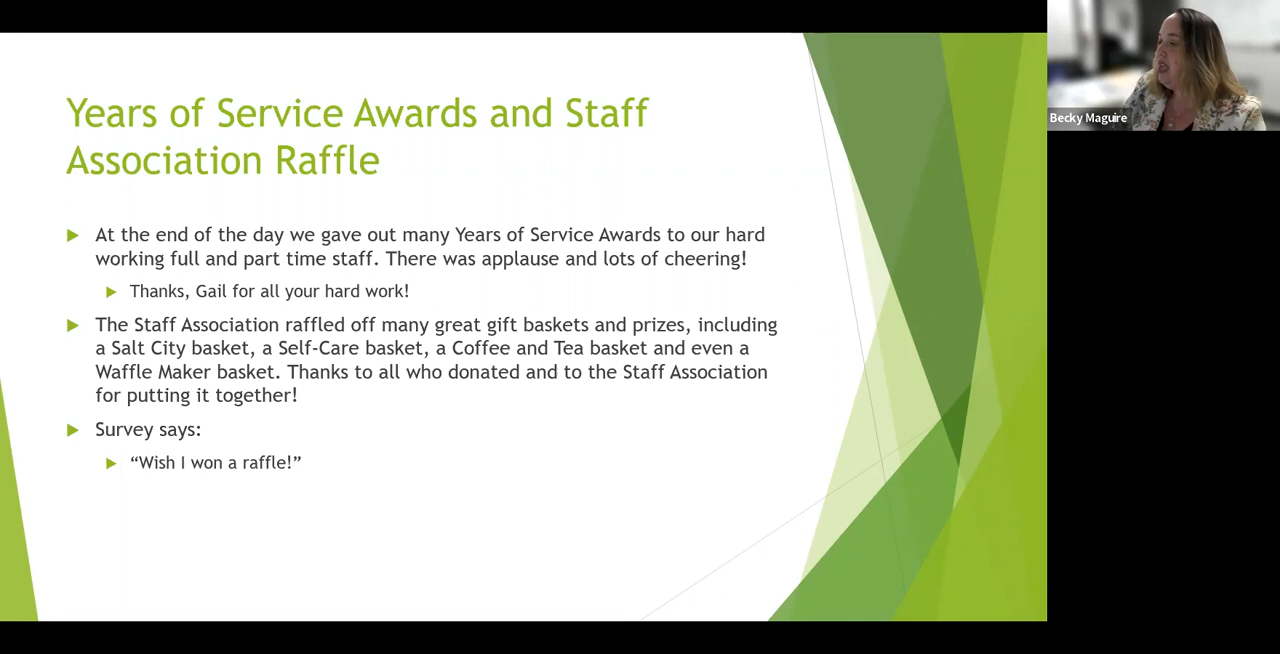 Years of Service Awards and Staff
Association Raffle
At the end of the day we gave out many Years of Service Awards to our hard
working full and part time staff. There was applause and lots of cheering!
Thanks, Gail for all your hard work!
The Staff Association raffled off many great gift baskets and prizes, including
a Salt City basket, a Self-Care basket, a Coffee and Tea basket and even a
Waffle Maker basket. Thanks to all who donated and to the Staff Association
for putting it together!
Survey says:
“Wish I won a raffle!”
Becky Maguire